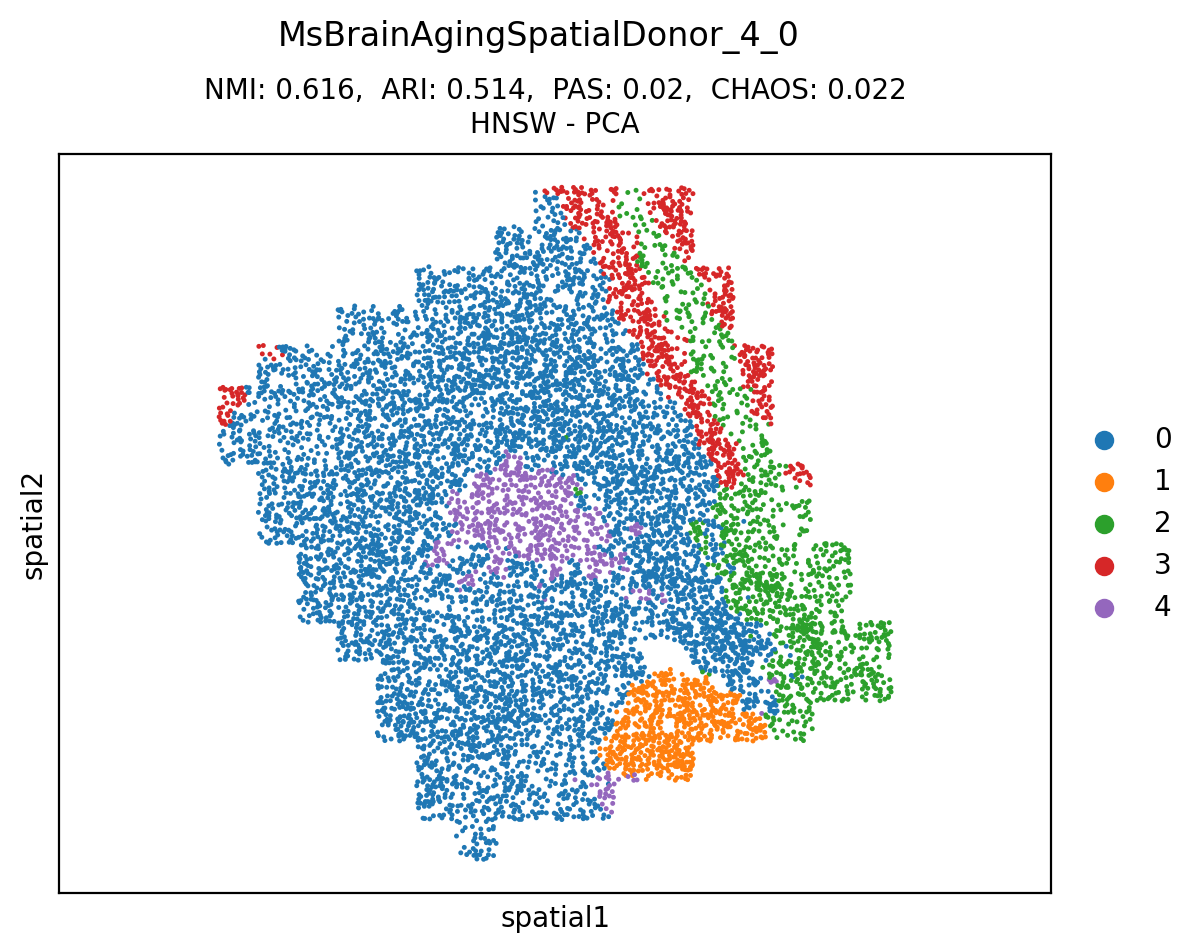 MsBrainAgingSpatialDonor_4_0
NMI: 0.616,  ARI: 0.514,  PAS: 0.02,  CHAOS: 0.022
HNSW - PCA
spatial2
0
1
2
3
4
spatial1